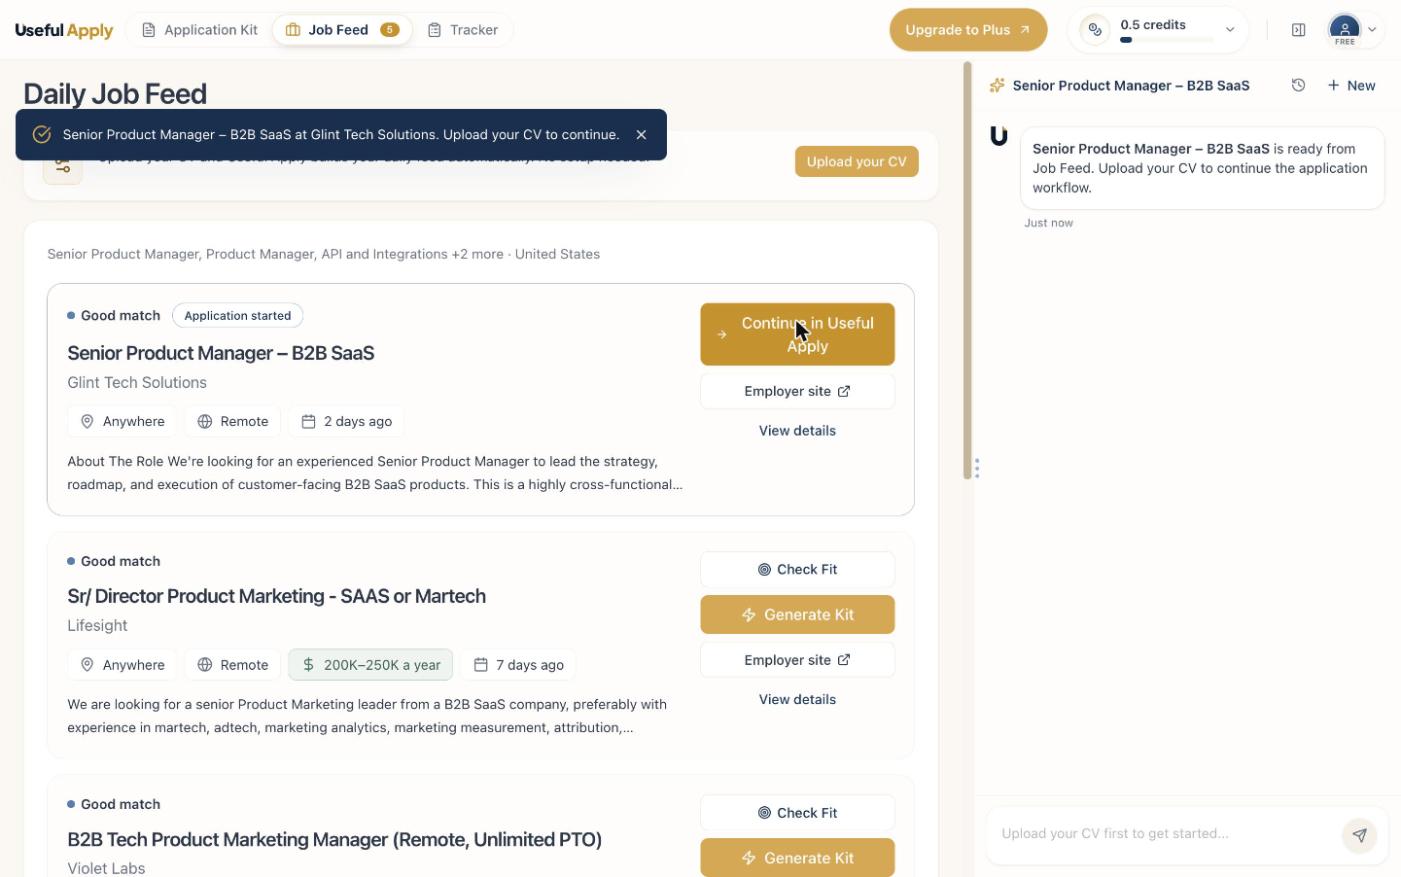 Useful Apply
Application Kit
Job Feed 5
Tracker
Upgrade to Plus
0.5 credits
FREE
Daily Job Feed
Senior Product Manager – B2B SaaS at Glint Tech Solutions. Upload your CV to continue.
Upload your CV
Senior Product Manager, Product Manager, API and Integrations +2 more · United States
Good match
Application started
Senior Product Manager – B2B SaaS
Glint Tech Solutions
Anywhere
Remote
2 days ago
About The Role We're looking for an experienced Senior Product Manager to lead the strategy,
roadmap, and execution of customer-facing B2B SaaS products. This is a highly cross-functional...
Continue in Useful
Apply
Employer site
View details
Good match
Sr/ Director Product Marketing - SAAS or Martech
Lifesight
Anywhere
Remote
$ 200K–250K a year
7 days ago
We are looking for a senior Product Marketing leader from a B2B SaaS company, preferably with
experience in martech, adtech, marketing analytics, marketing measurement, attribution,...
Check Fit
Generate Kit
Employer site
View details
Good match
B2B Tech Product Marketing Manager (Remote, Unlimited PTO)
Violet Labs
Check Fit
Generate Kit
Senior Product Manager – B2B SaaS
New
Senior Product Manager – B2B SaaS is ready from
Job Feed. Upload your CV to continue the application
workflow.
Just now
Upload your CV first to get started...